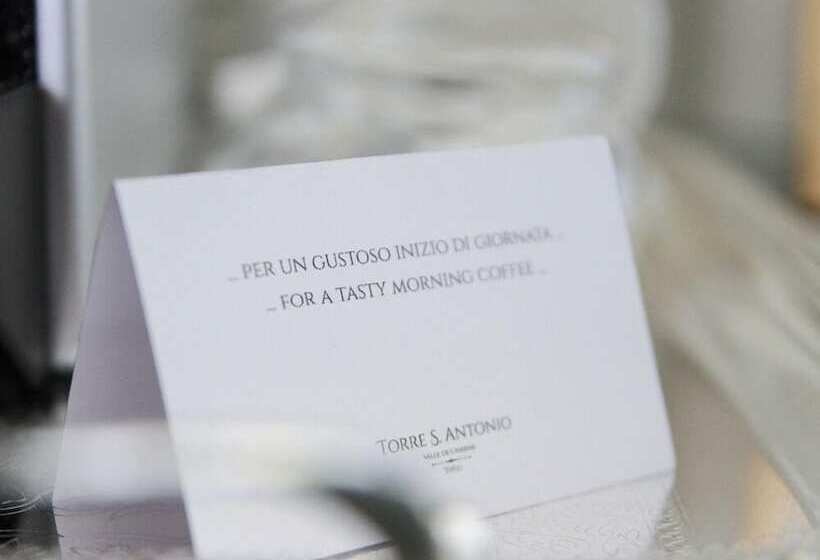 ... PER UN GUSTOSO INIZIO DI GIORNATA ...
... FOR A TASTY MORNING COFFEE ...
TORRE S. ANTONIO